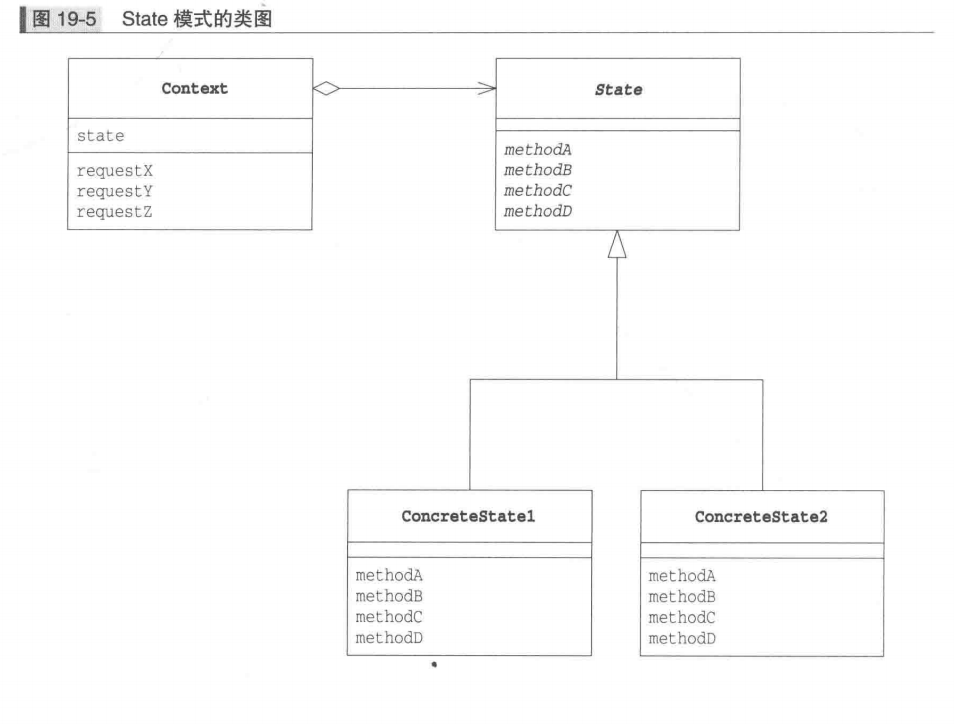 图 19-5 State 模式的类图
Context
state
requestX
requestY
requestZ
State
methodA
methodB
methodC
methodD
ConcreteState1
methodA
methodB
methodC
methodD
ConcreteState2
methodA
methodB
methodC
methodD